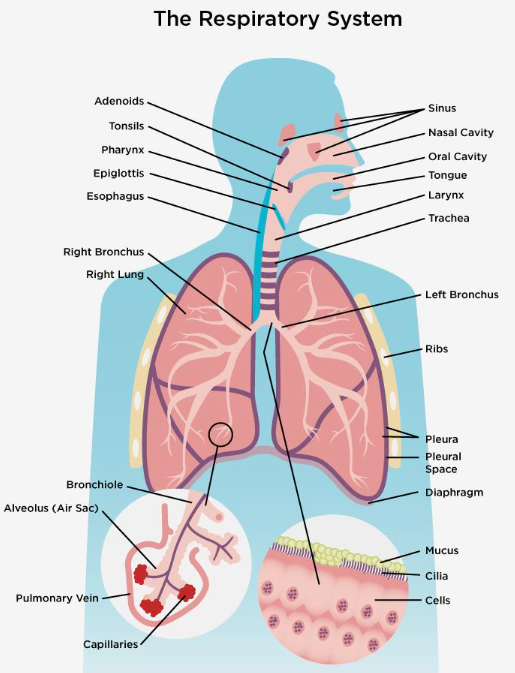 The Respiratory System
Adenoids
Tonsils
Pharynx
Epiglottis
Esophagus
Right Bronchus
Right Lung
Sinus
Nasal Cavity
Oral Cavity
Tongue
Larynx
Trachea
Left Bronchus
Ribs
Pleura
Pleural
Space
Diaphragm
Bronchiole
Alveolus (Air Sac)
Pulmonary Vein
Capillaries
Mucus
Cilia
Cells